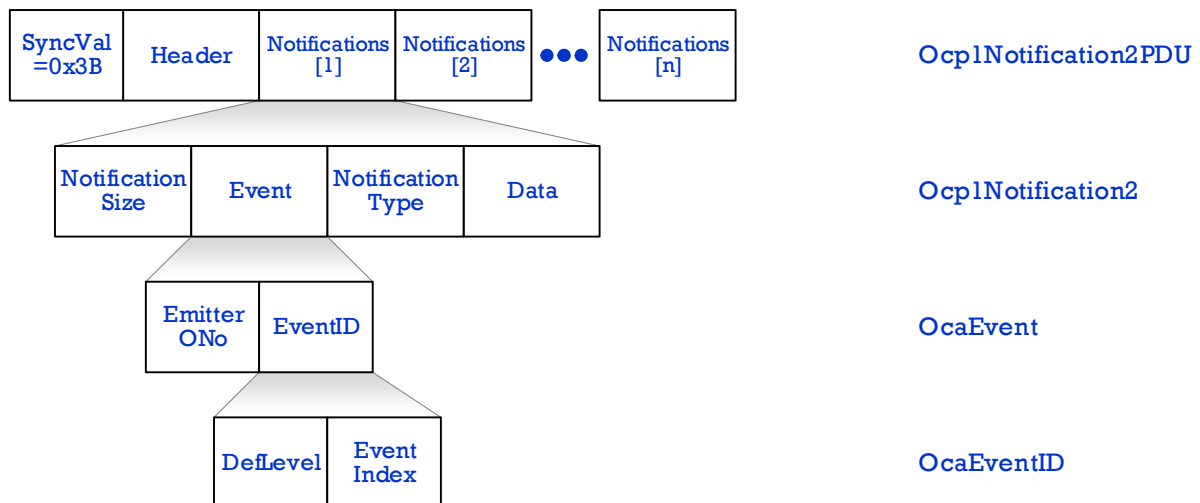 SyncVal
=0x3B
Header
Notifications
[1]
Notifications
[2]
Notifications
[n]
Ocp1Notification2PDU
Notification
Size
Event
Notification
Type
Data
Ocp1Notification2
Emitter
ONo
EventID
OcaEvent
DefLevel
Event
Index
OcaEventID